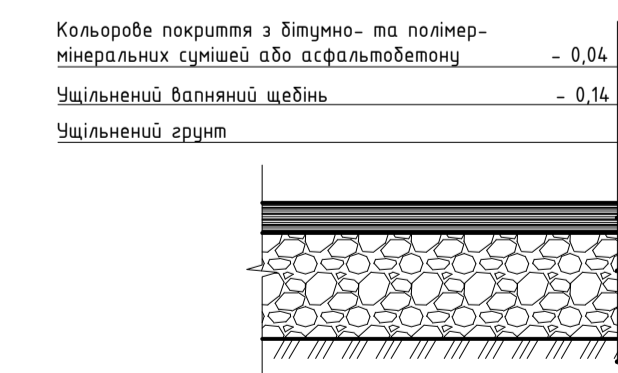 Кольорове покриття з бітумно- та полімер-
мінеральних сумішей або асфальтобетону - 0,04
Ущільнений вапняний щебінь - 0,14
Ущільнений грунт